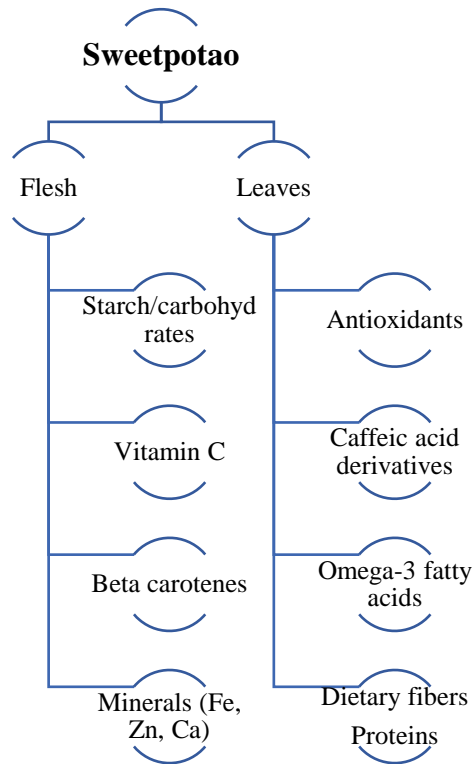 Sweetpotao
Flesh
Leaves
Starch/carbohyd
rates
Vitamin C
Beta carotenes
Minerals (Fe,
Zn, Ca)
Antioxidants
Caffeic acid
derivatives
Omega-3 fatty
acids
Dietary fibers
Proteins